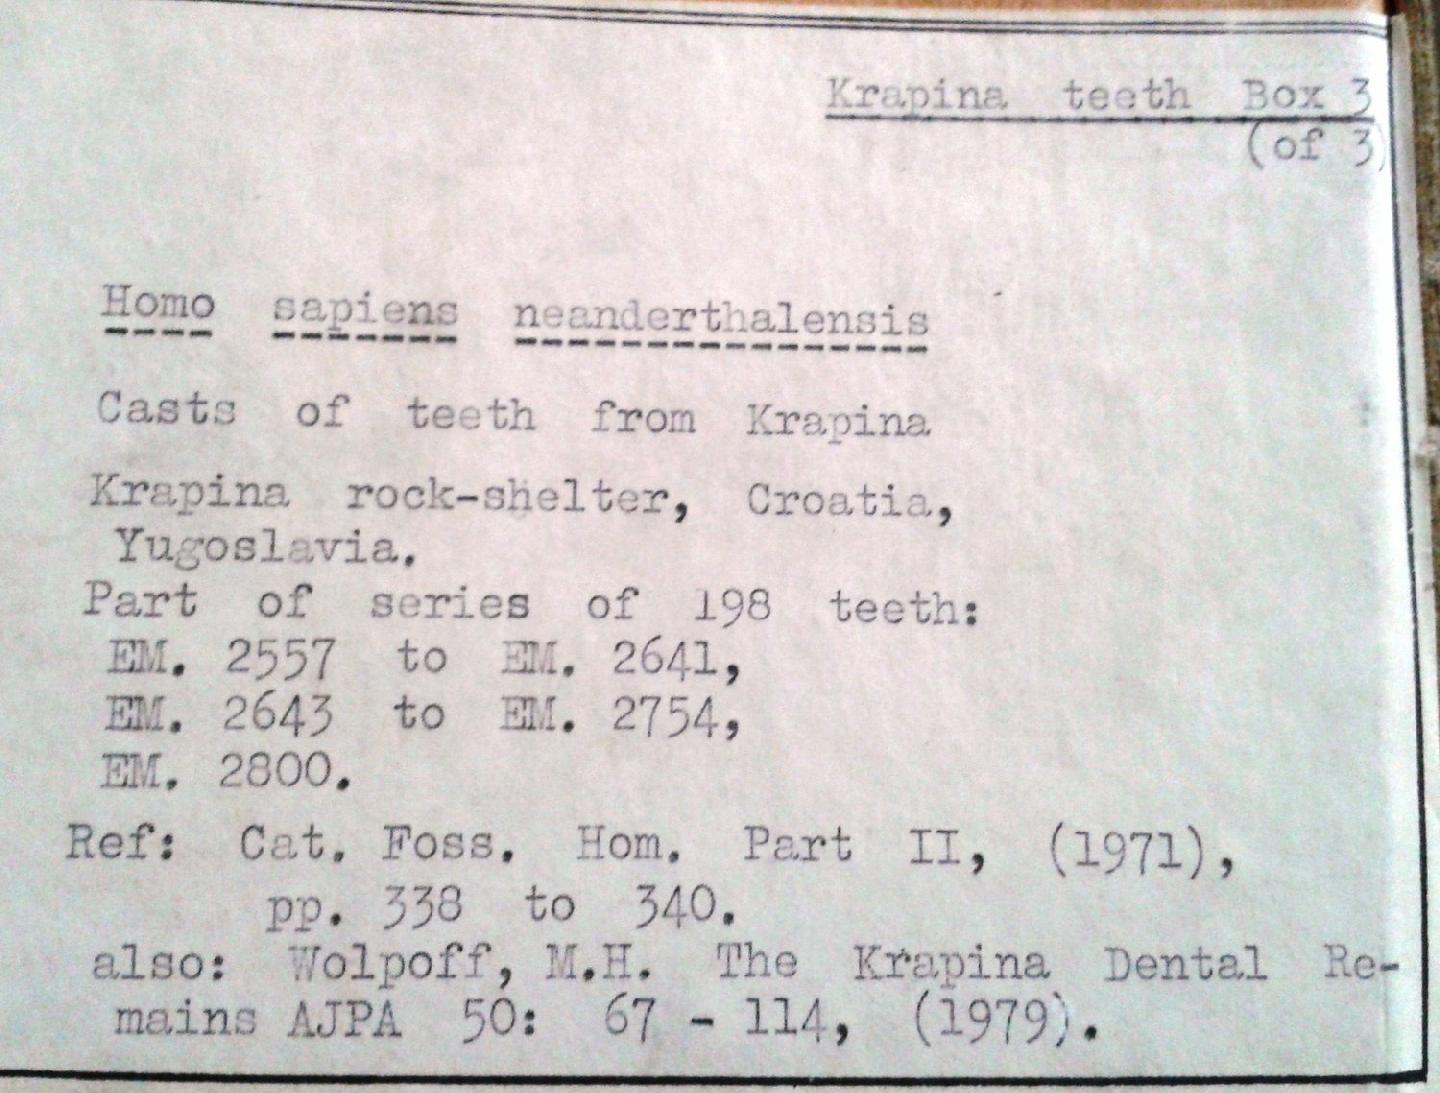 Krapina teeth Box 3
(of 3)
Homo sapiens neanderthalensis
Casts of teeth from Krapina
Krapina rock-shelter, Croatia,
Yugoslavia.
Part of series of 198 teeth:
EM. 2557 to EM. 2641,
EM. 2643 to EM. 2754,
EM. 2800.
Ref: Cat. Foss. Hom. Part II, (1971),
pp. 338 to 340.
also: Wolpoff, M.H. The Krapina Dental Re-
mains AJPA 50: 67 - 114, (1979).